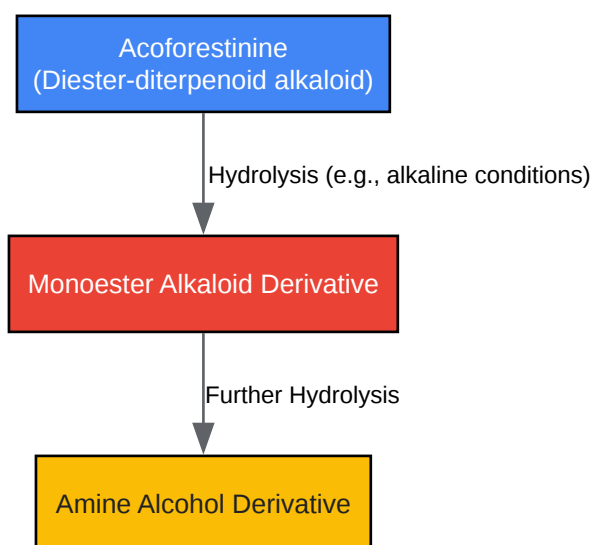 Acoforestinine
(Diester-diterpenoid alkaloid)
Hydrolysis (e.g., alkaline conditions)
Monoester Alkaloid Derivative
Further Hydrolysis
Amine Alcohol Derivative